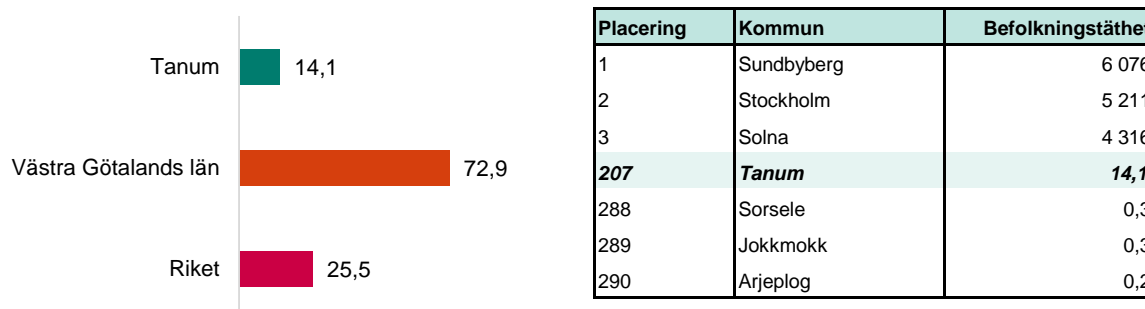 Tanum 14,1
Västra Götalands län 72,9
Riket 25,5
Placering Kommun Befolkningstäthet
1 Sundbyberg 6 076
2 Stockholm 5 211
3 Solna 4 316
207 Tanum 14,1
288 Sorsele 0,3
289 Jokkmokk 0,3
290 Arjeplog 0,2